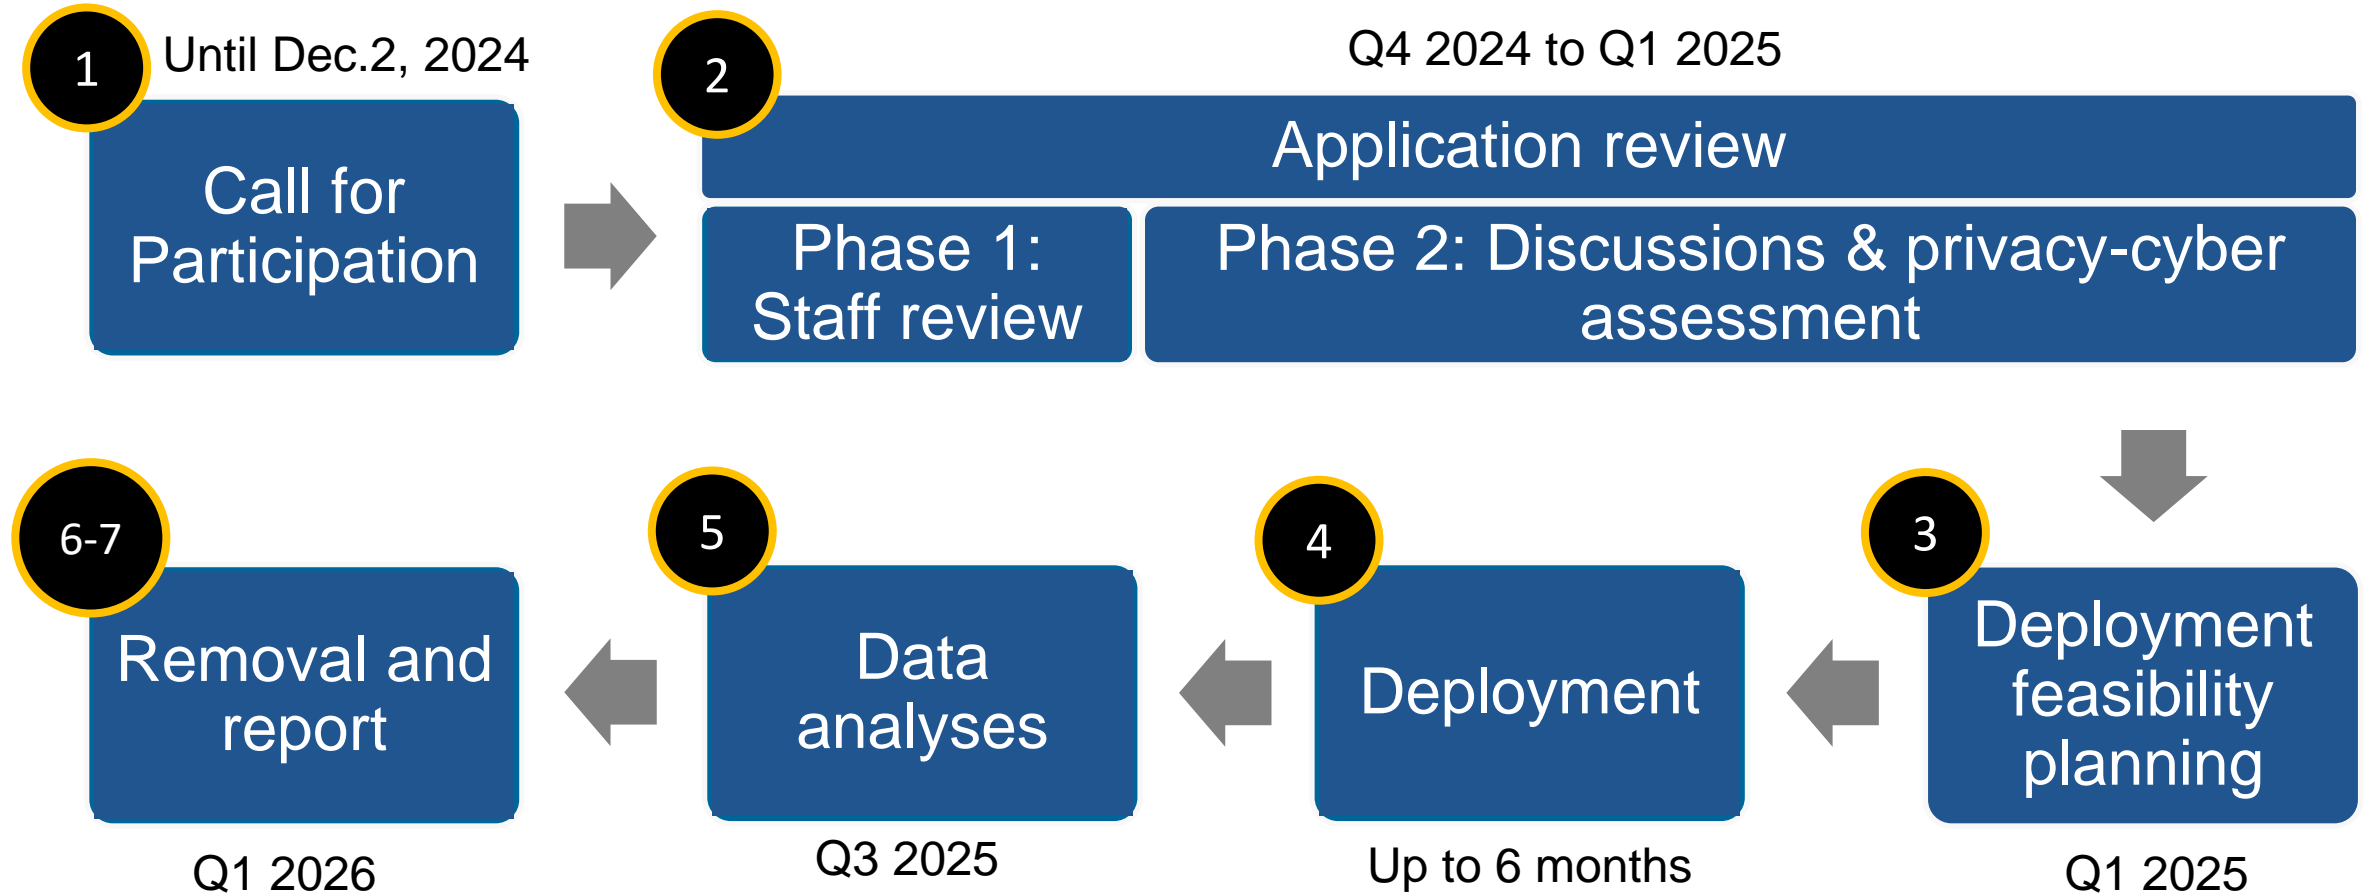 1
Until Dec.2, 2024
Call for
Participation
2
Q4 2024 to Q1 2025
Application review
Phase 1:
Staff review
Phase 2: Discussions & privacy-cyber
assessment
3
Deployment
feasibility
planning
Q1 2025
4
Deployment
Up to 6 months
5
Data
analyses
Q3 2025
6-7
Removal and
report
Q1 2026